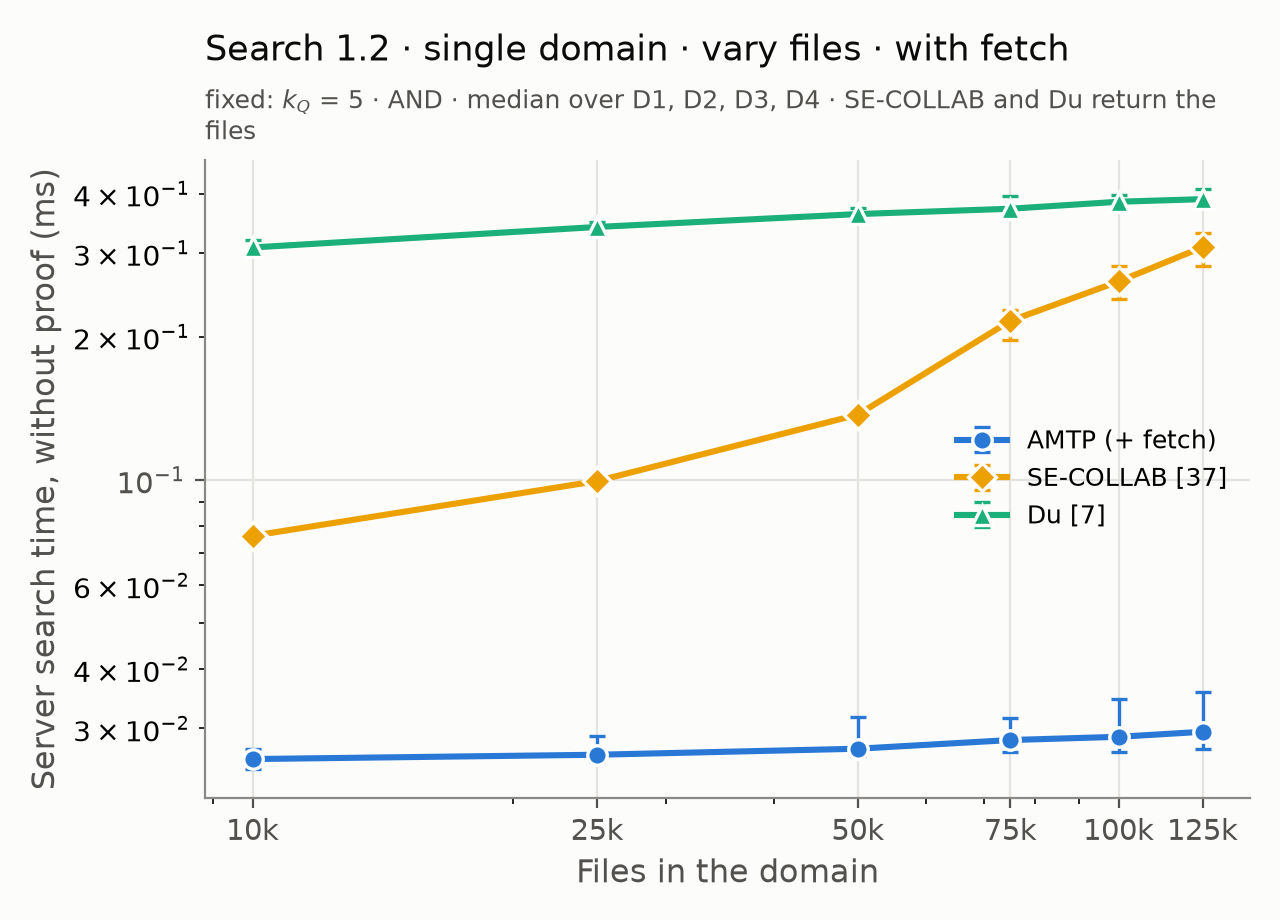 Search 1.2 · single domain · vary files · with fetch
fixed: k_Q = 5 · AND · median over D1, D2, D3, D4 · SE-COLLAB and Du return the
files
Server search time, without proof (ms)
4 × 10⁻¹
3 × 10⁻¹
2 × 10⁻¹
10⁻¹
6 × 10⁻²
4 × 10⁻²
3 × 10⁻²
AMTP (+ fetch)
SE-COLLAB [37]
Du [7]
10k 25k 50k 75k 100k 125k
Files in the domain